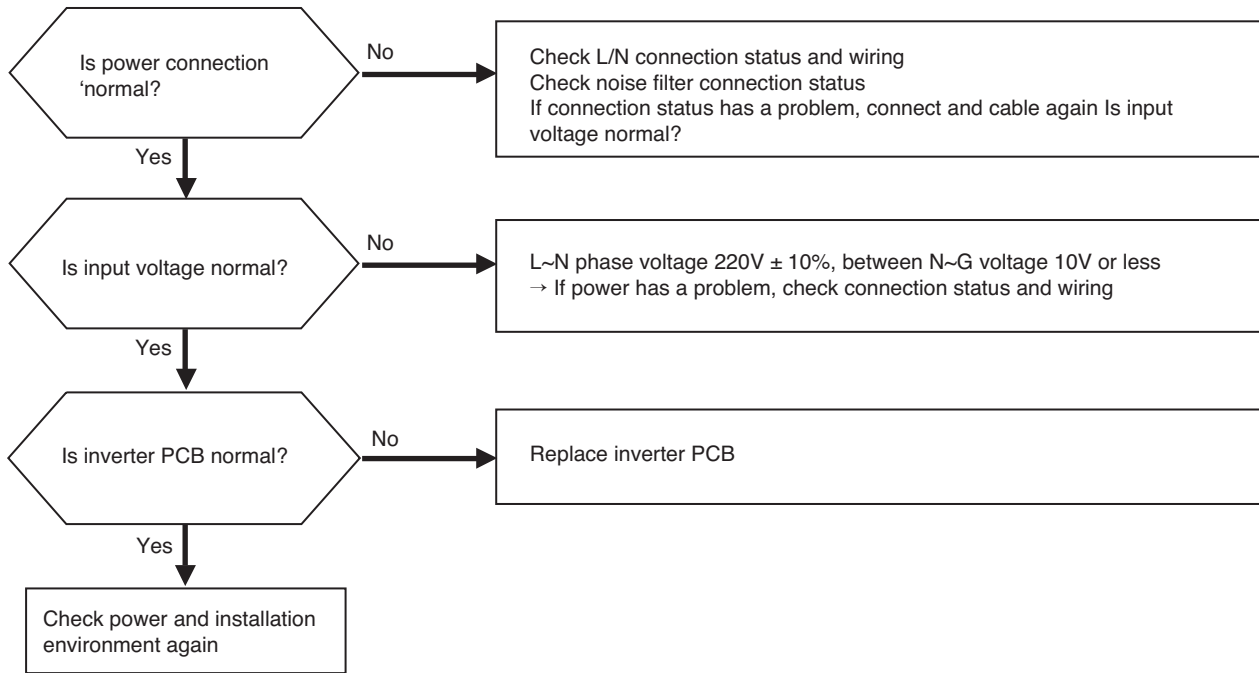 Is power connection
‘normal?
No
Check L/N connection status and wiring
Check noise filter connection status
If connection status has a problem, connect and cable again Is input
voltage normal?
Yes
Is input voltage normal?
No
L~N phase voltage 220V ± 10%, between N~G voltage 10V or less
→ If power has a problem, check connection status and wiring
Yes
Is inverter PCB normal?
No
Replace inverter PCB
Yes
Check power and installation
environment again